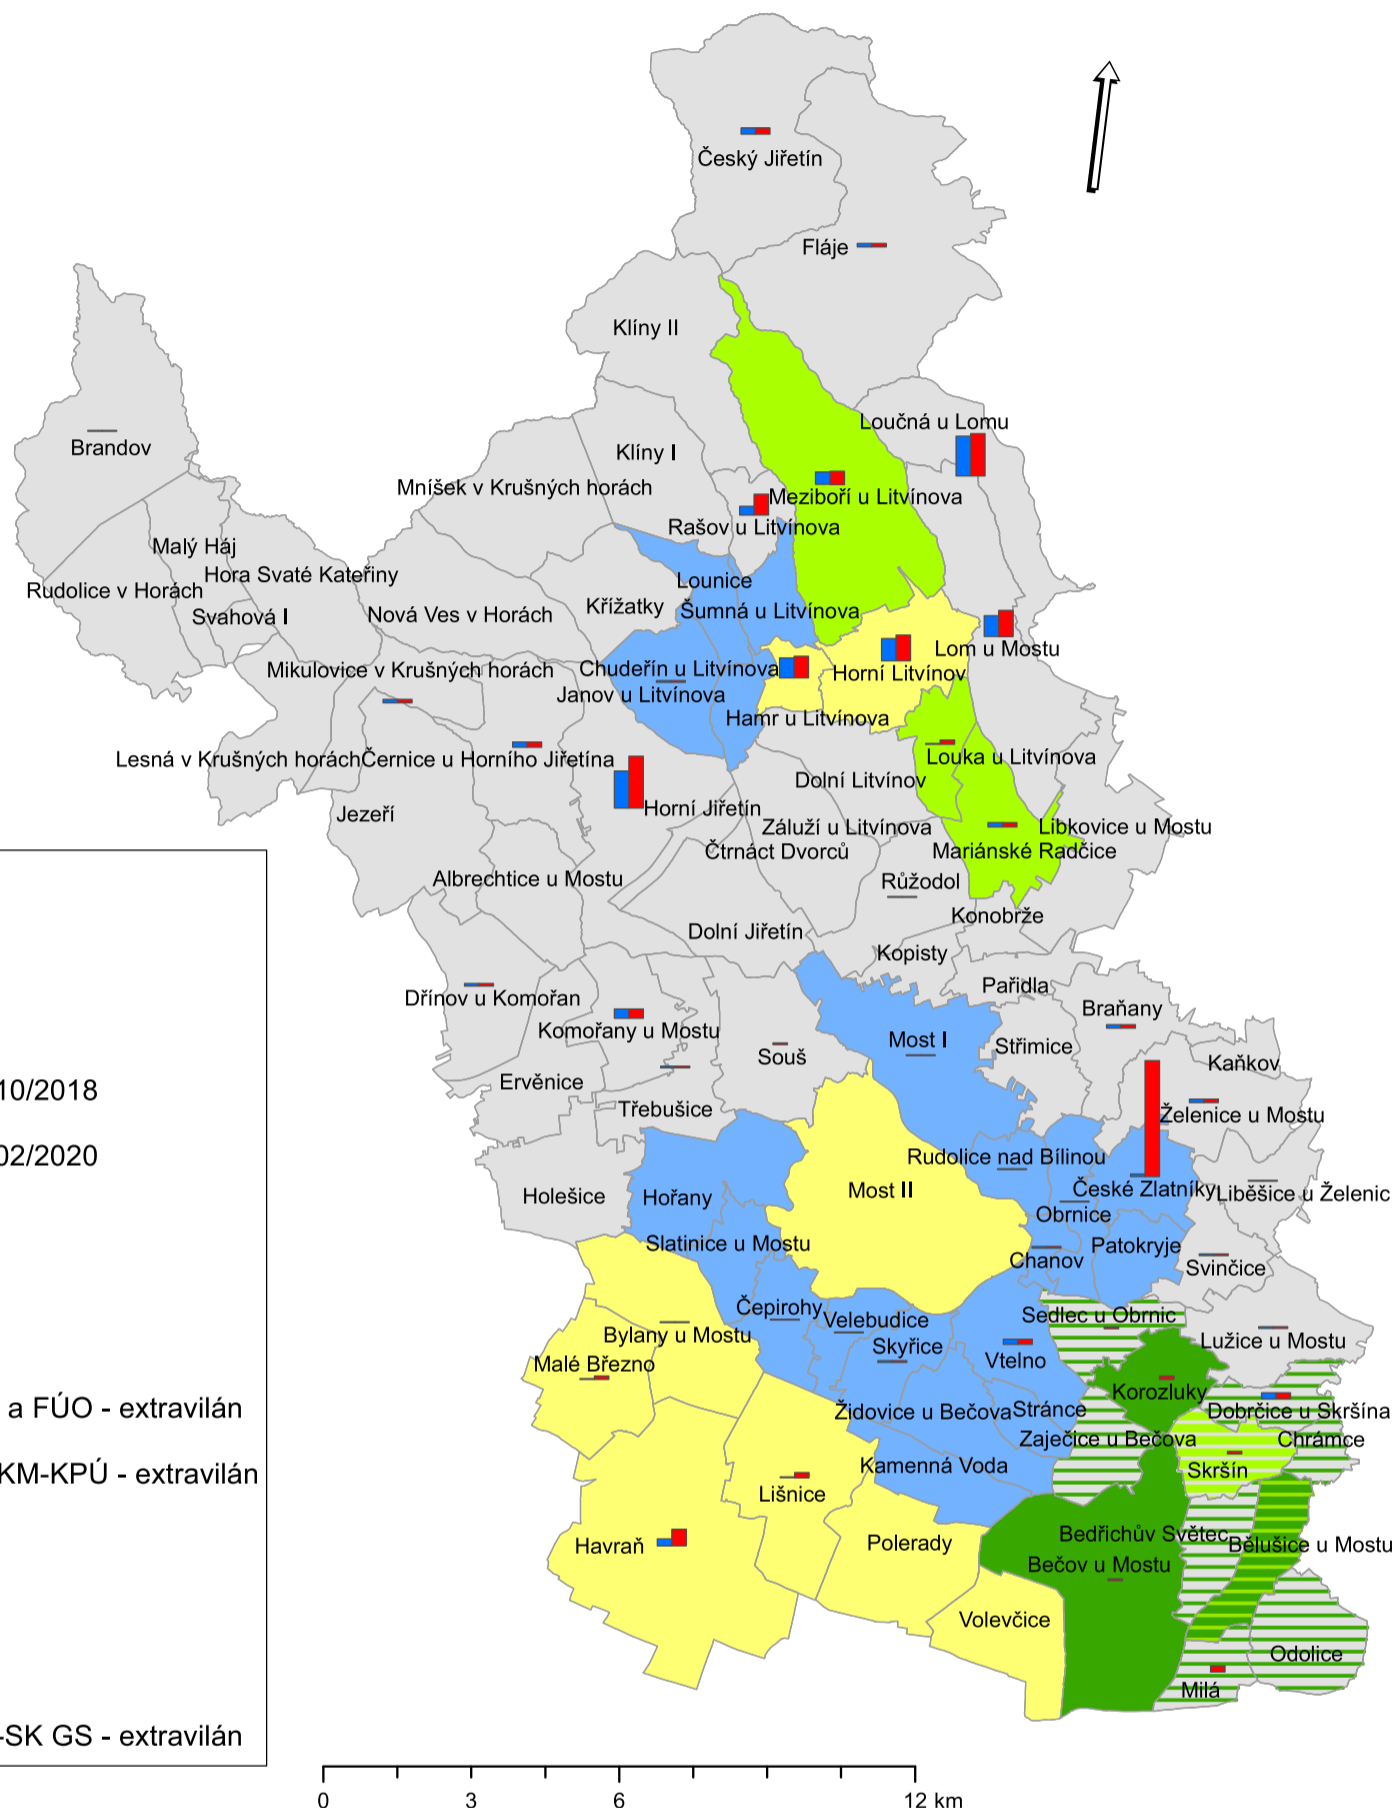 Český Jiřetín
Fláje
Klíny II
Loučná u Lomu
Brandov
Klíny I
Mníšek v Krušných horách
Meziboří u Litvínova
Rašov u Litvínova
Malý Háj
Hora Svaté Kateřiny
Lounice
Rudolice v Horách
Křížatky
Šumná u Litvínova
Svahová I
Nová Ves v Horách
Lom u Mostu
Mikulovice v Krušných horách
Chudeřín u Litvínova
Horní Litvínov
Janov u Litvínova
Hamr u Litvínova
Lesná v Krušných horách
Černice u Horního Jiřetína
Louka u Litvínova
Dolní Litvínov
Jezeří
Horní Jiřetín
Záluží u Litvínova
Libkovice u Mostu
Čtrnáct Dvorců
Mariánské Radčice
Albrechtice u Mostu
Růžodol
Konobrže
Dolní Jiřetín
Kopisty
Pařidla
Dřínov u Komořan
Braňany
Komořany u Mostu
Most I
Střimice
Souš
Kaňkov
Ervěnice
10/2018
Třebušice
Želenice u Mostu
02/2020
Rudolice nad Bílinou
Most II
České Zlatníky
Liběšice u Želenic
Holešice
Hořany
Obrnice
Slatinice u Mostu
Patokryje
Chanov
Svinčice
Čepirohy
Sedlec u Obrnic
Velebudice
Bylany u Mostu
Lužice u Mostu
Skyřice
Malé Březno
Vtelno
Korozluky
a FÚO - extravilán
Židovice u Bečova
Stránce
Dobrčice u Skršína
Zaječice u Bečova
Chrámce
Kamenná Voda
KM-KPÚ - extravilán
Skršín
Lišnice
Bedřichův Světec
Havraň
Polerady
Bělušice u Mostu
Bečov u Mostu
Volevčice
Odolice
Milá
-SK GS - extravilán
0 3 6 12 km